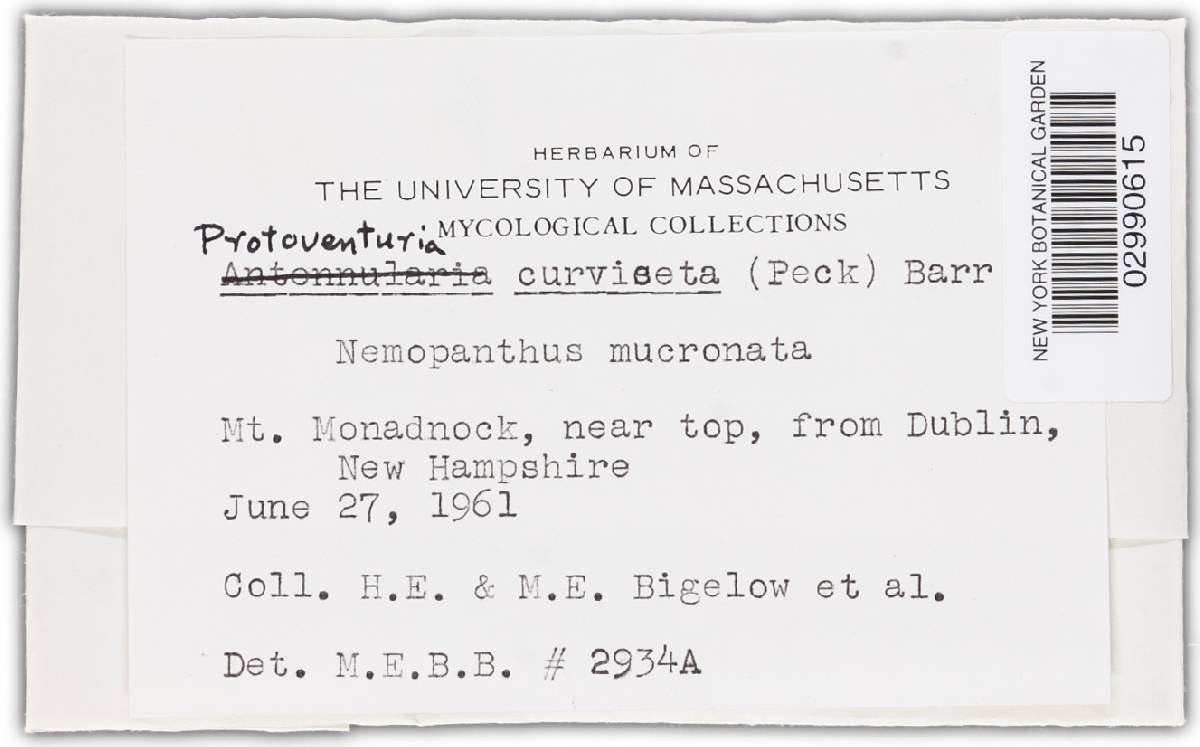 HERBARIUM OF
THE UNIVERSITY OF MASSACHUSETTS
MYCOLOGICAL COLLECTIONS
Protoventuria
Antennularia curviseta (Peck) Barr
Nemopanthus mucronata
Mt. Monadnock, near top, from Dublin,
New Hampshire
June 27, 1961
Coll. H.E. & M.E. Bigelow et al.
Det. M.E.B.B. # 2934A
NEW YORK BOTANICAL GARDEN
02990615